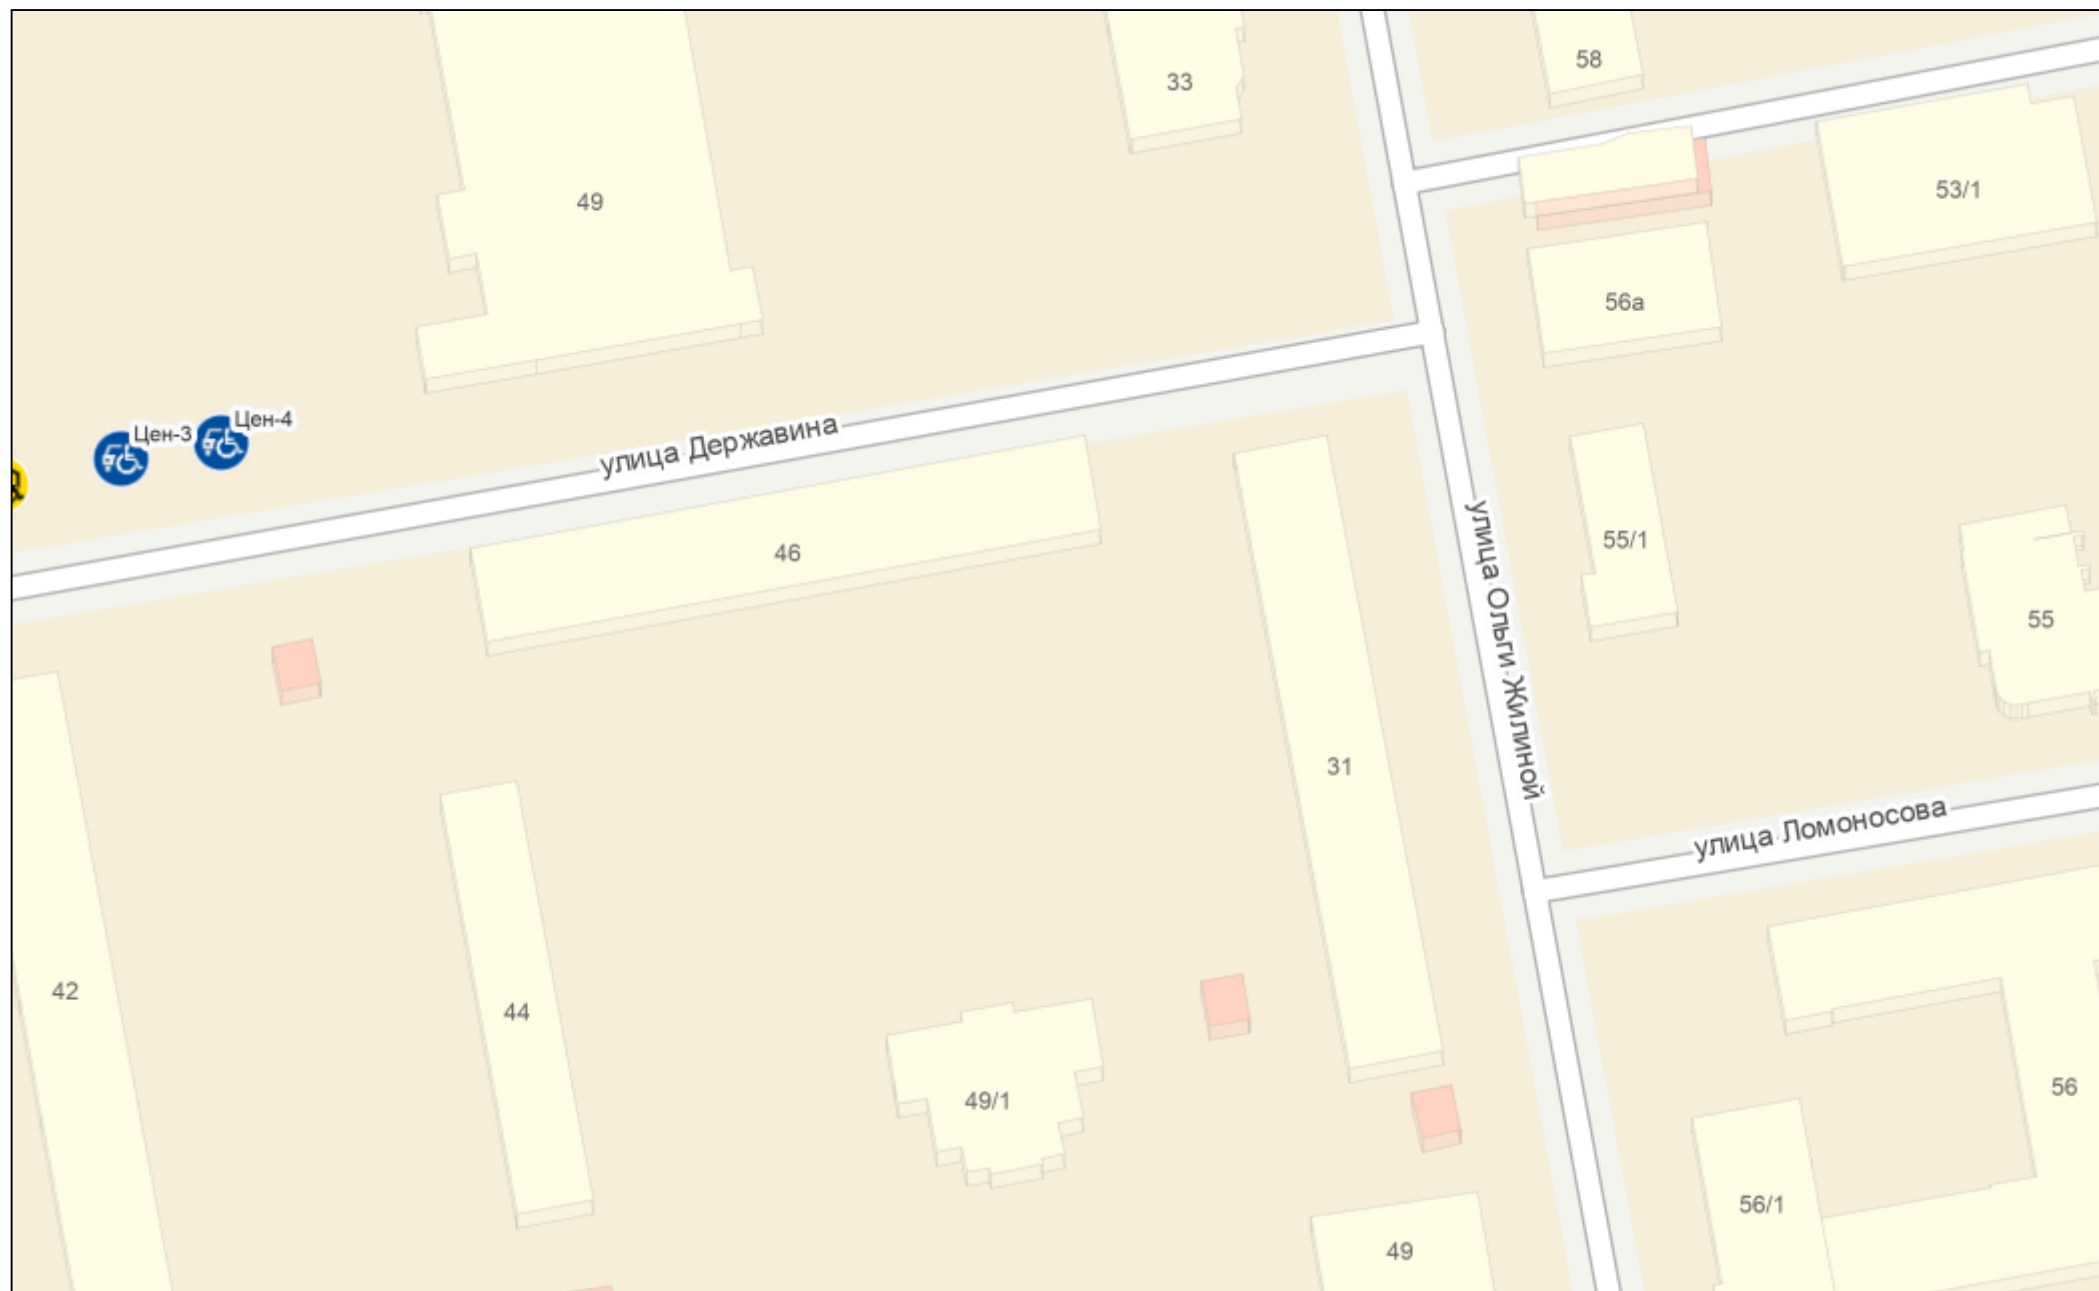 58
33
53/1
49
56а
Цен-4
Цен-3
улица Державина
46
55/1
55
улица Ольги Жилиной
31
улица Ломоносова
42
44
49/1
56
56/1
49